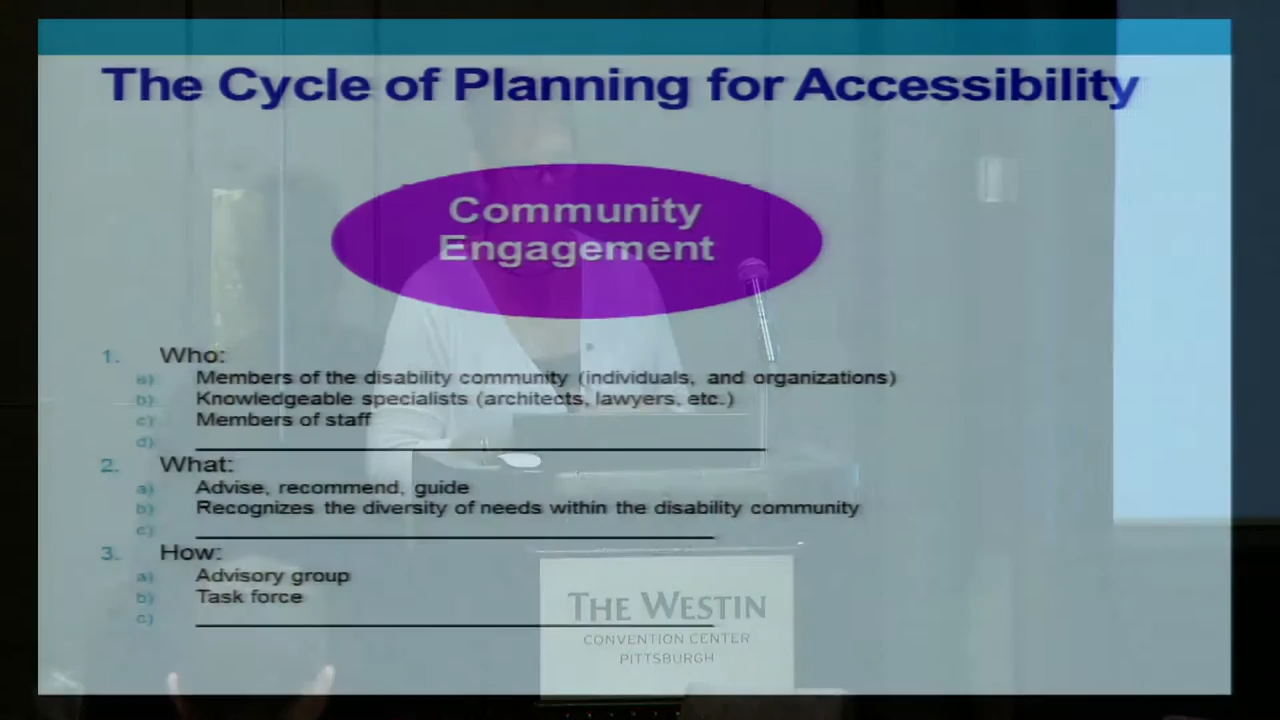 The Cycle of Planning for Accessibility
Community
Engagement
1. Who:
a) Members of the disability community (individuals, and organizations)
b) Knowledgeable specialists (architects, lawyers, etc.)
c) Members of staff
d)
2. What:
a) Advise, recommend, guide
b) Recognizes the diversity of needs within the disability community
c)
3. How:
a) Advisory group
b) Task force
c)
THE WESTIN
CONVENTION CENTER
PITTSBURGH